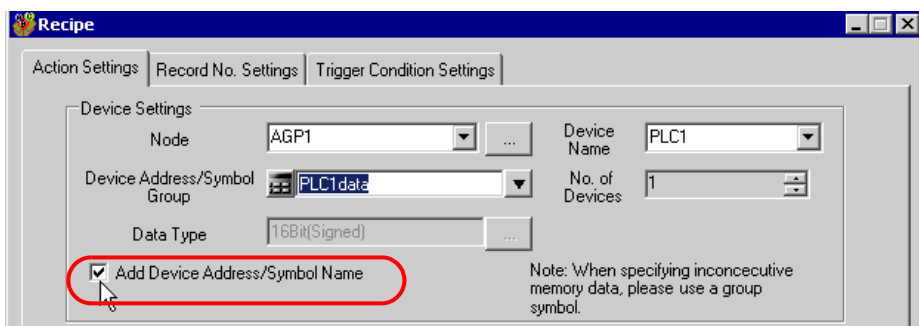 Recipe
Action Settings Record No. Settings Trigger Condition Settings
Device Settings
Node AGP1 ... Device Name PLC1
Device Address/Symbol Group PLC1data No. of Devices 1
Data Type 16Bit(Signed) ...
Add Device Address/Symbol Name
Note: When specifying inconcecutive
memory data, please use a group
symbol.